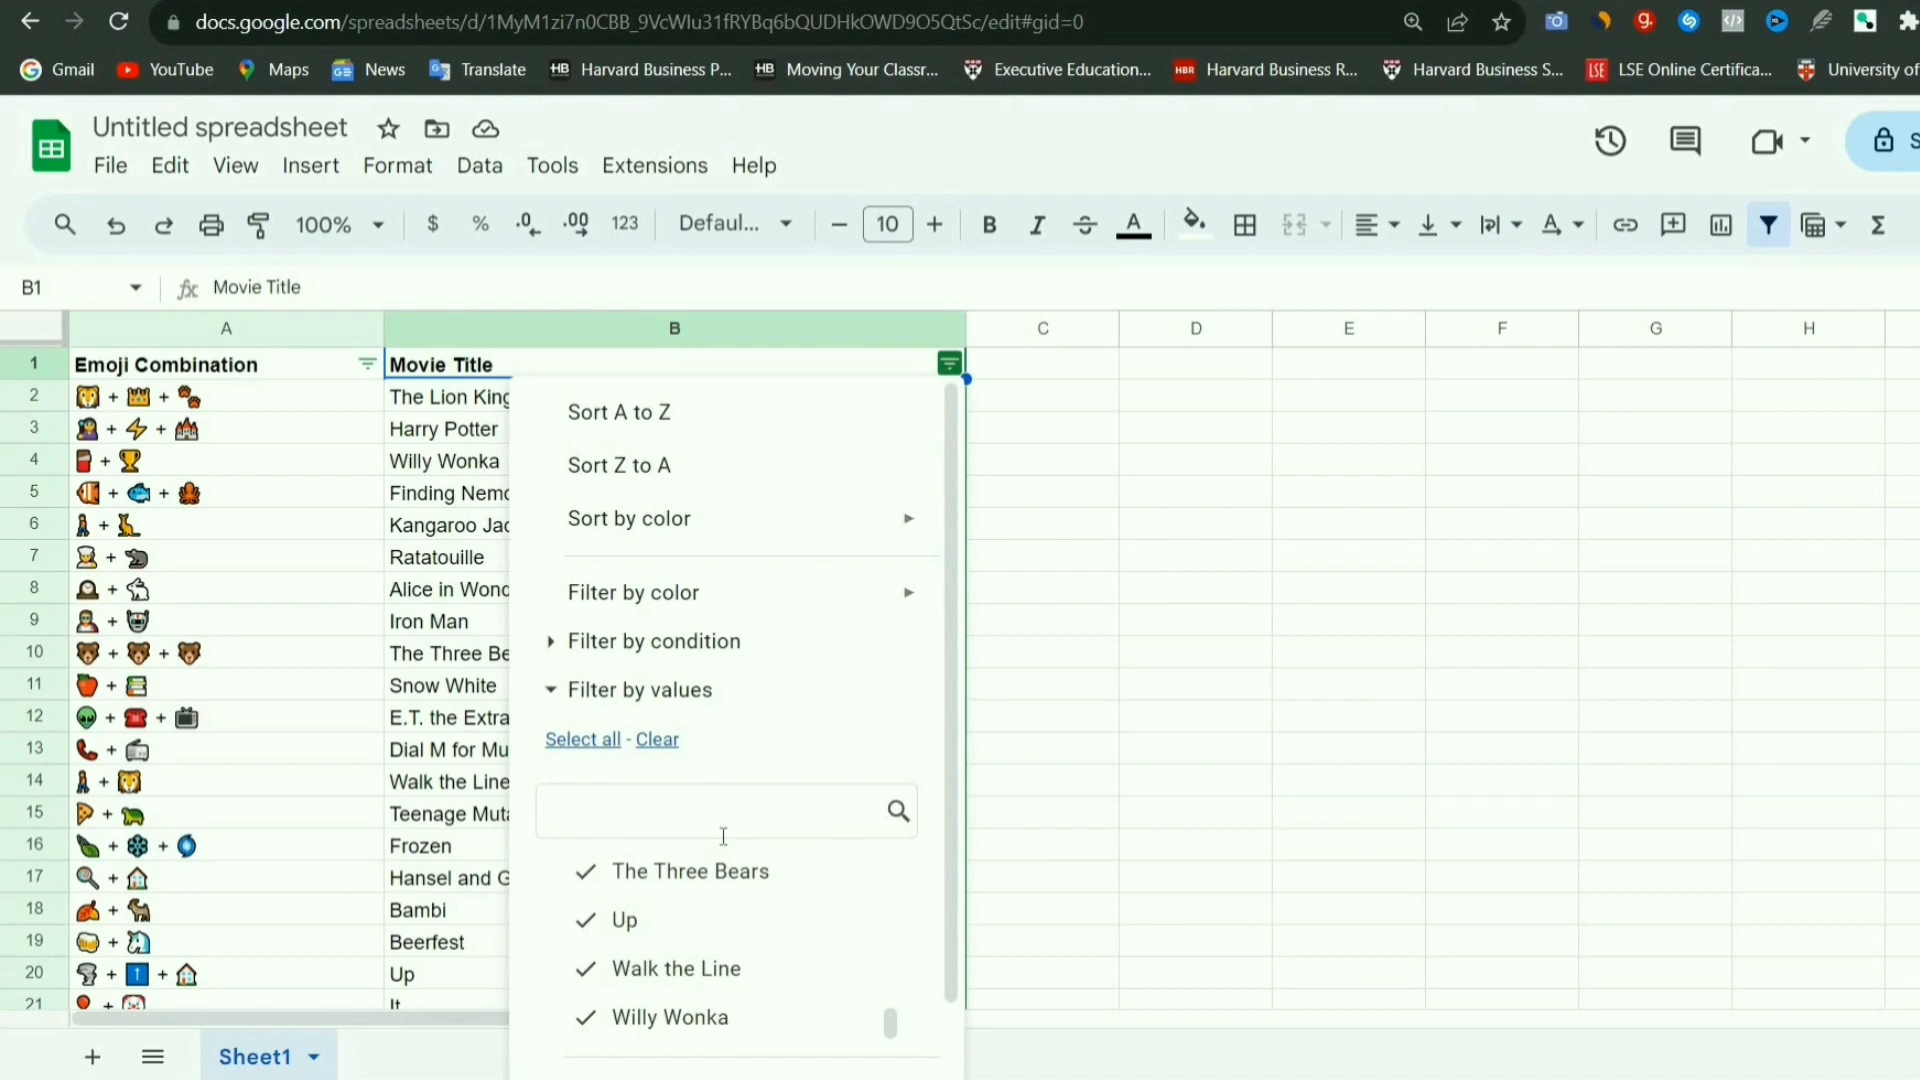 docs.google.com/spreadsheets/d/1MyM1zi7n0CBB_9VcWIu31fRYBq6bQUDHkOWD9O5QtSc/edit#gid=0
Gmail YouTube Maps News Translate Harvard Business P... Moving Your Classr... Executive Education... Harvard Business R... Harvard Business S... LSE Online Certifica... University of
Untitled spreadsheet
File Edit View Insert Format Data Tools Extensions Help
100% $ % .0 .00 123 Defaul... − 10 + B I S A A Σ
B1 fx Movie Title
A B C D E F G H
1 Emoji Combination Movie Title
2 + + The Lion King
3 + + Harry Potter
4 + Willy Wonka
5 + + Finding Nemo
6 + Kangaroo Jac
7 + Ratatouille
8 + Alice in Wond
9 + Iron Man
10 + + The Three Be
11 + Snow White
12 + + E.T. the Extra
13 + Dial M for Mu
14 + Walk the Line
15 + Teenage Muta
16 + + Frozen
17 + Hansel and G
18 + Bambi
19 + Beerfest
20 + + Up
21 + It
Sort A to Z
Sort Z to A
Sort by color
Filter by color
Filter by condition
Filter by values
Select all - Clear
The Three Bears
Up
Walk the Line
Willy Wonka
Sheet1